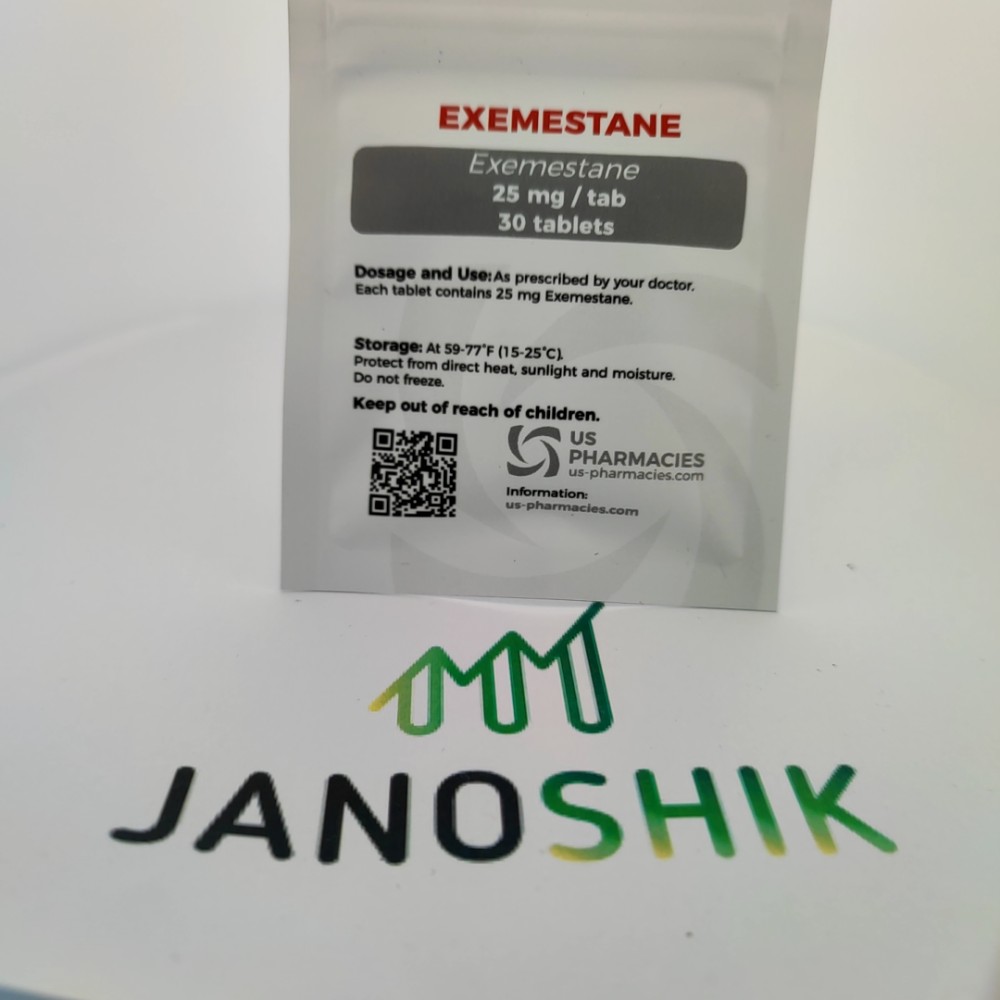 EXEMESTANE
Exemestane
25 mg / tab
30 tablets
Dosage and Use: As prescribed by your doctor.
Each tablet contains 25 mg Exemestane.
Storage: At 59-77°F (15-25°C).
Protect from direct heat, sunlight and moisture.
Do not freeze.
Keep out of reach of children.
US
PHARMACIES
us-pharmacies.com
Information:
us-pharmacies.com
JANOSHIK